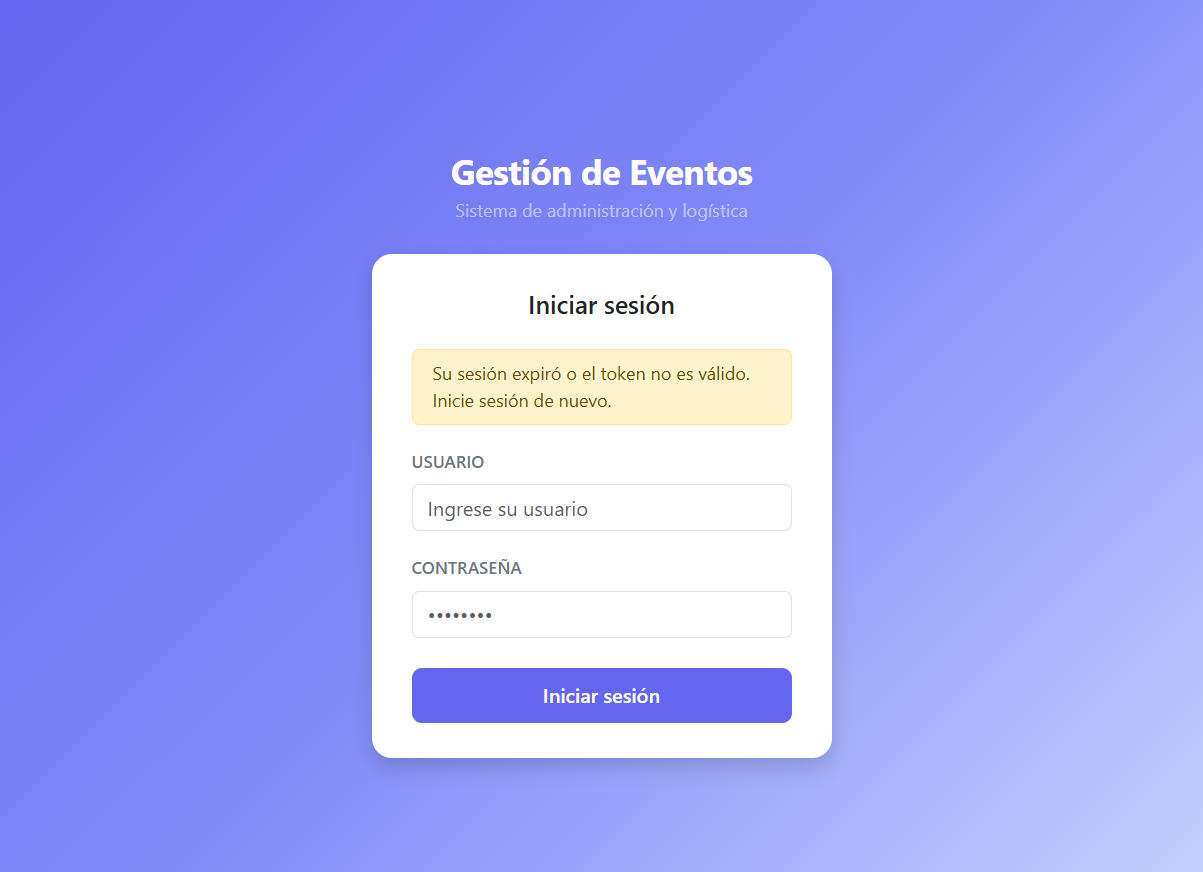 Gestión de Eventos
Sistema de administración y logística
Iniciar sesión
Su sesión expiró o el token no es válido.
Inicie sesión de nuevo.
USUARIO
Ingrese su usuario
CONTRASEÑA
••••••••
Iniciar sesión